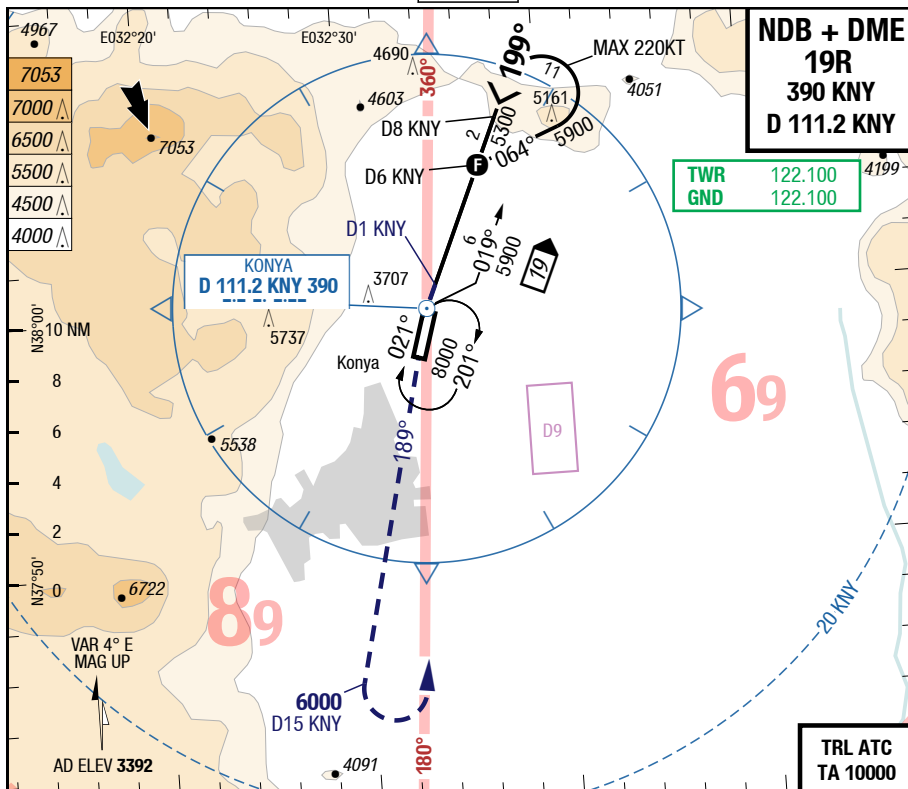 4967
E032°20'
E032°30'
4690
360°
199°
11
MAX 220KT
4051
5161
5900
NDB + DME
19R
390 KNY
D 111.2 KNY
7053
7000
6500
5500
4500
4000
7053
4603
D8 KNY
2
5300
064°
F
D6 KNY
4199
TWR 122.100
GND 122.100
D1 KNY
6
019°
5900
19
KONYA
D 111.2 KNY 390
3707
5737
N38°00'
10 NM
8
6
4
2
0
021°
8000
201°
Konya
69
D9
5538
189°
N37°50'
6722
89
20 KNY
VAR 4° E
MAG UP
6000
D15 KNY
180°
4091
AD ELEV 3392
TRL ATC
TA 10000